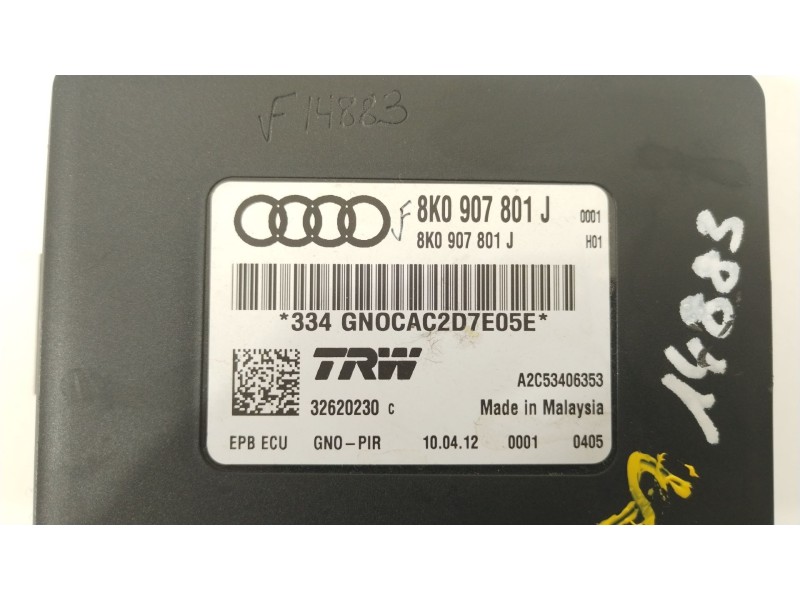 F14883
F 8K0 907 801 J 0001
8K0 907 801 J H01
*334 GNOCAC2D7E05E*
TRW
A2C53406353
32620230 C Made in Malaysia
EPB ECU GNO-PIR 10.04.12 0001 0405
14883